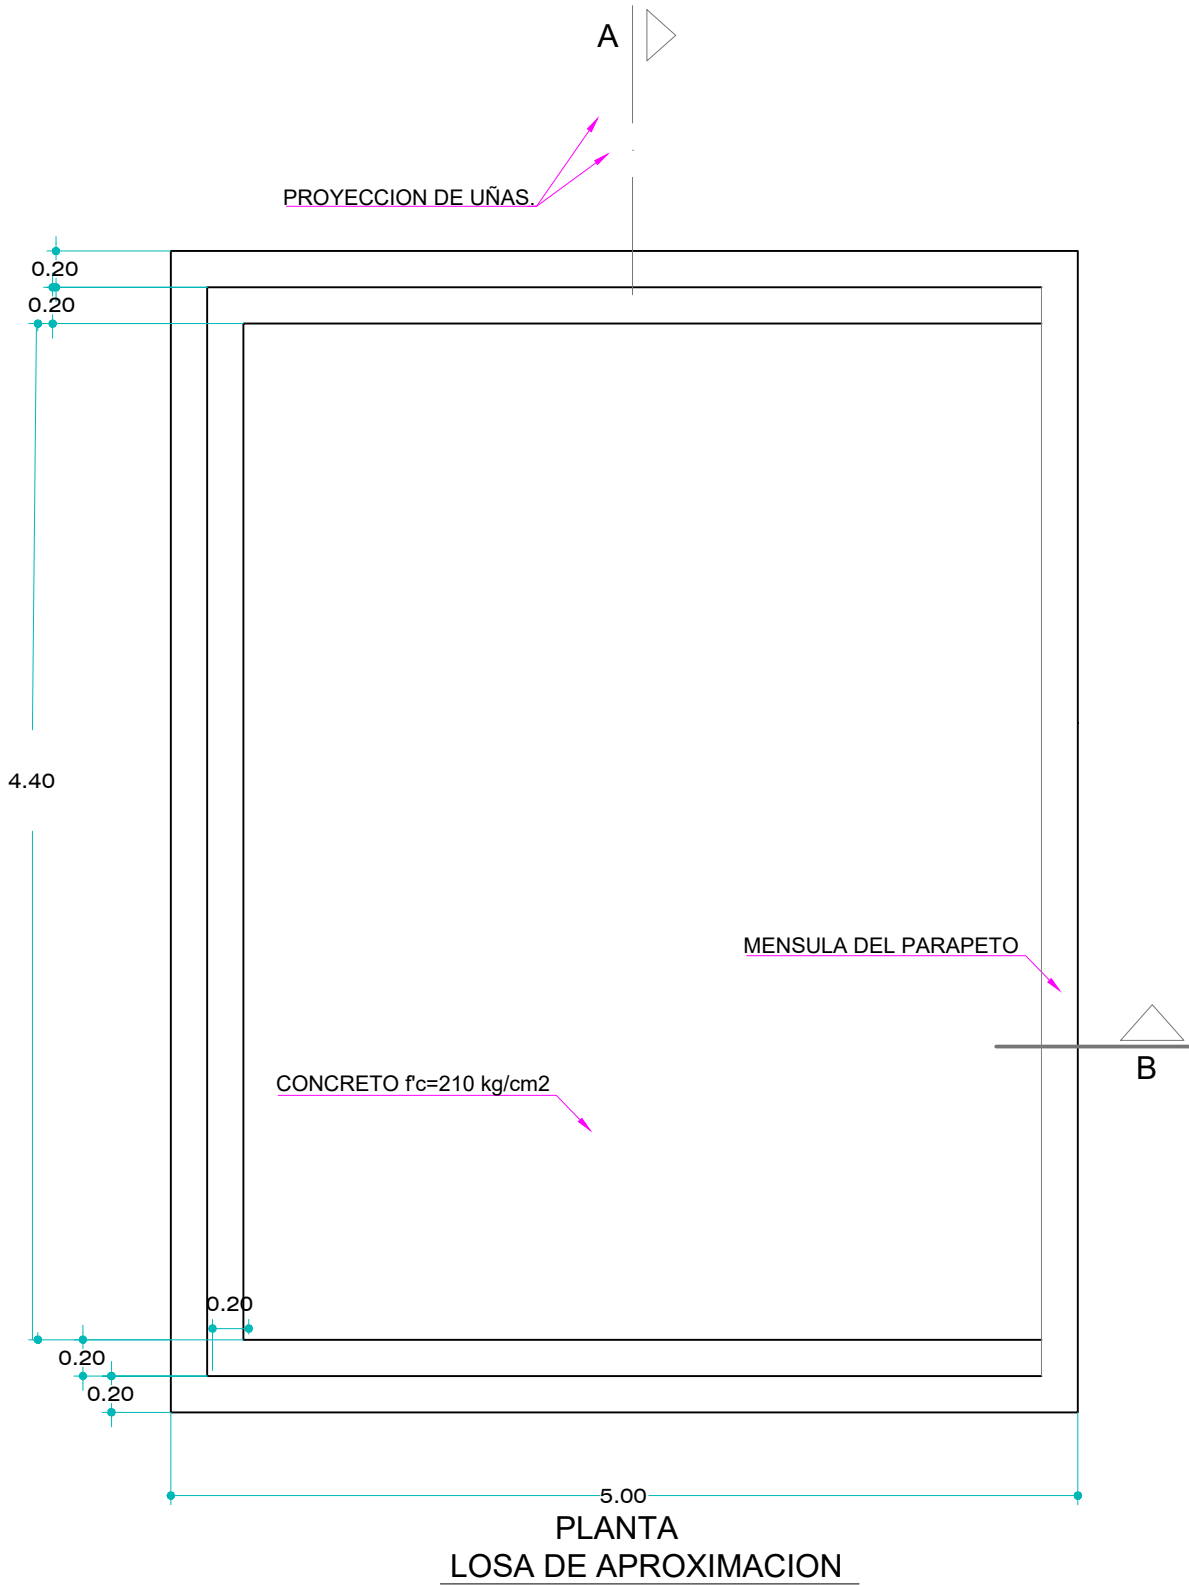 A
PROYECCION DE UÑAS.
0.20
0.20
4.40
MENSULA DEL PARAPETO
B
CONCRETO f'c=210 kg/cm2
0.20
0.20
0.20
5.00
PLANTA
LOSA DE APROXIMACION